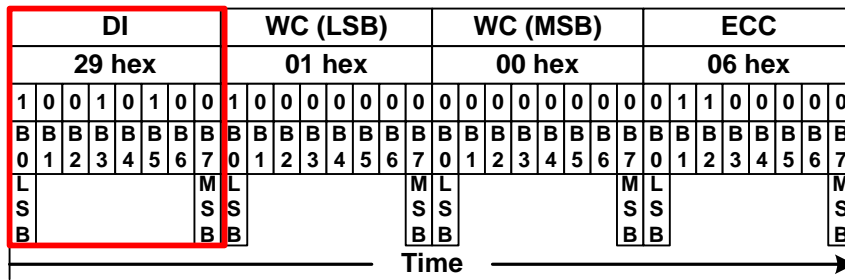 DI WC (LSB) WC (MSB) ECC
29 hex 01 hex 00 hex 06 hex
1 0 0 1 0 1 0 0 1 0 0 0 0 0 0 0 0 0 0 0 0 0 0 0 0 1 1 0 0 0 0 0
B B B B B B B B B B B B B B B B B B B B B B B B B B B B B B B B
0 1 2 3 4 5 6 7 0 1 2 3 4 5 6 7 0 1 2 3 4 5 6 7 0 1 2 3 4 5 6 7
L M L M L M L M
S S S S S S S S
B B B B B B B B
Time